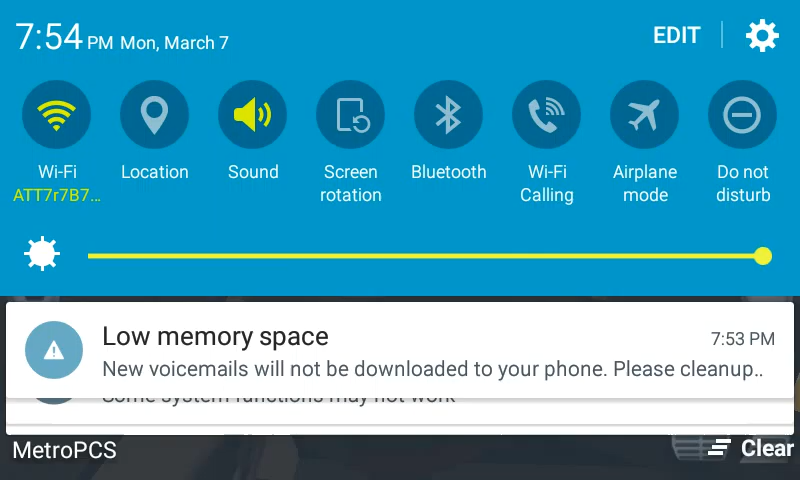 7:54 PM Mon, March 7
EDIT
Wi-Fi
ATT7r7B7...
Location
Sound
Screen
rotation
Bluetooth
Wi-Fi
Calling
Airplane
mode
Do not
disturb
Low memory space
7:53 PM
New voicemails will not be downloaded to your phone. Please cleanup..
Some system functions may not work
MetroPCS
Clear